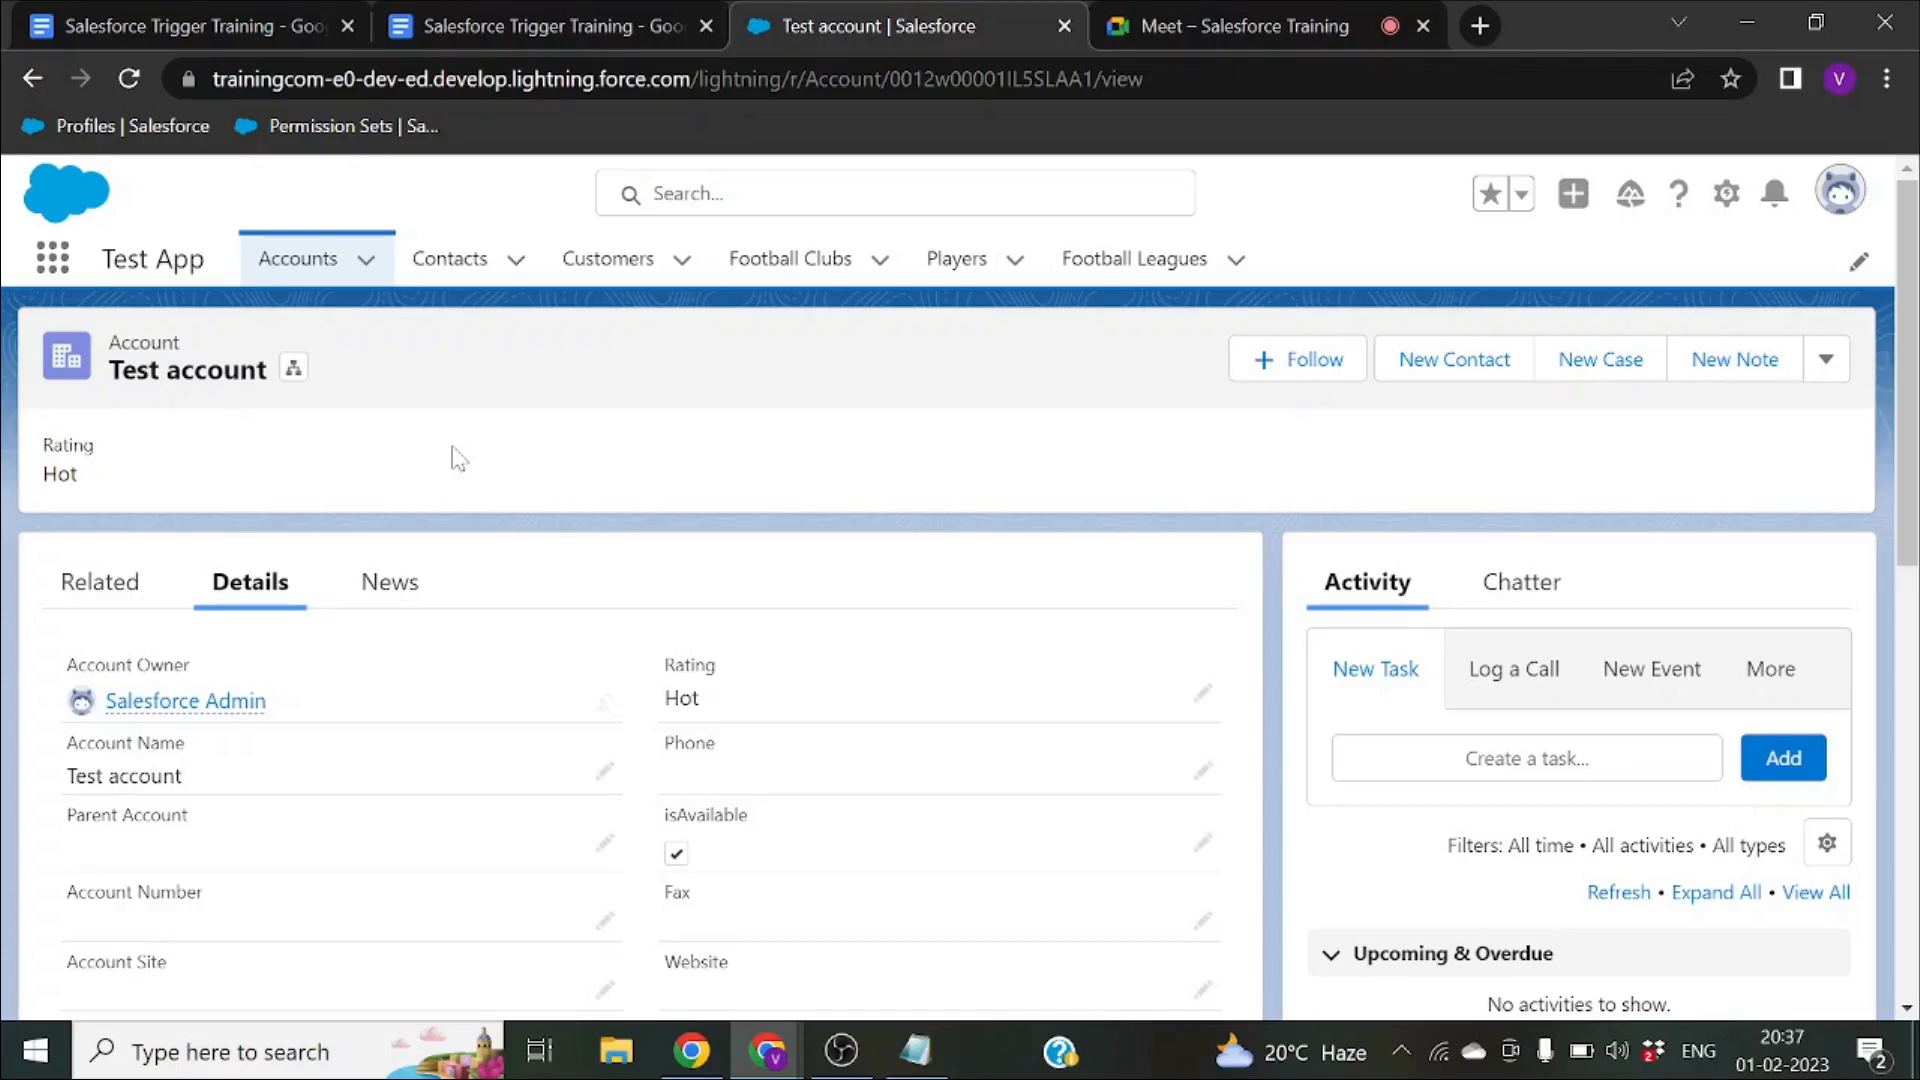 Salesforce Trigger Training - Goo
Salesforce Trigger Training - Goo
Test account | Salesforce
Meet – Salesforce Training
trainingcom-e0-dev-ed.develop.lightning.force.com/lightning/r/Account/0012w00001IL5SLAA1/view
V
Profiles | Salesforce
Permission Sets | Sa...
Search...
Test App
Accounts
Contacts
Customers
Football Clubs
Players
Football Leagues
Account
Test account
Follow
New Contact
New Case
New Note
Rating
Hot
Related
Details
News
Activity
Chatter
Account Owner
Salesforce Admin
Rating
Hot
Account Name
Test account
Phone
Parent Account
isAvailable
Account Number
Fax
Account Site
Website
New Task
Log a Call
New Event
More
Create a task...
Add
Filters: All time • All activities • All types
Refresh • Expand All • View All
Upcoming & Overdue
No activities to show.
Type here to search
V
20°C Haze
2
ENG
20:37
01-02-2023
2